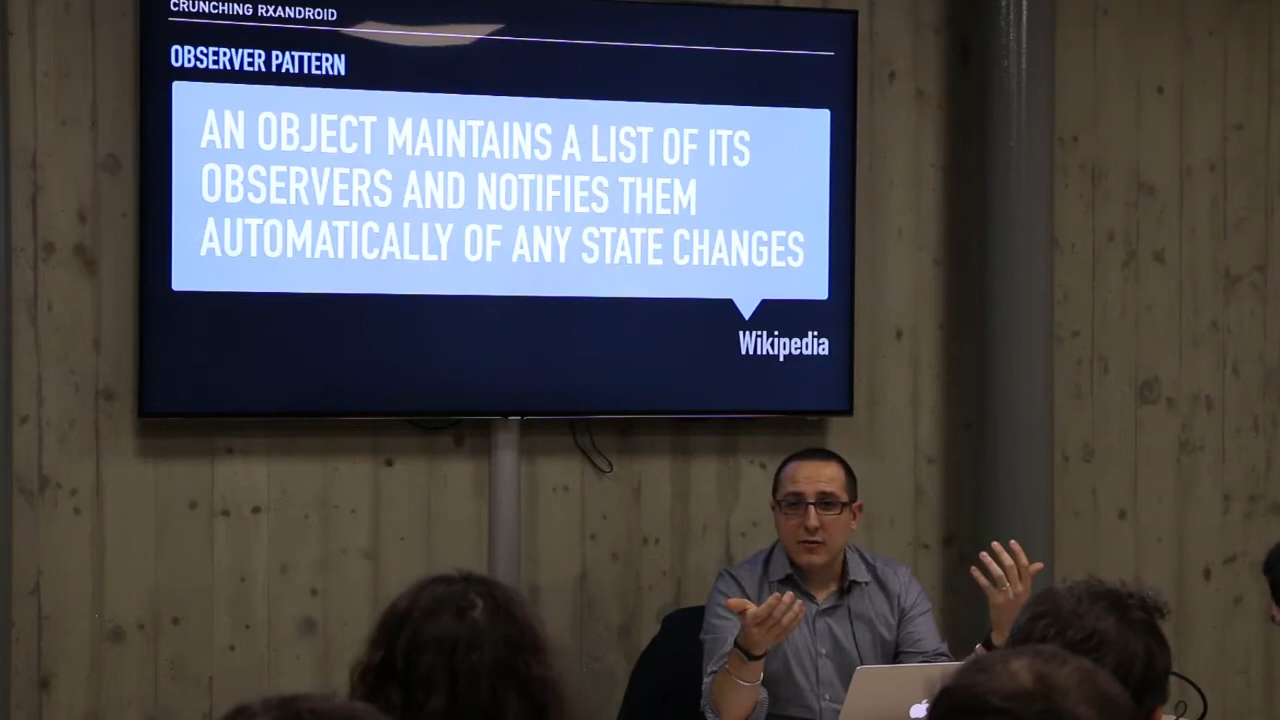 CRUNCHING RXANDROID
OBSERVER PATTERN
AN OBJECT MAINTAINS A LIST OF ITS
OBSERVERS AND NOTIFIES THEM
AUTOMATICALLY OF ANY STATE CHANGES
Wikipedia